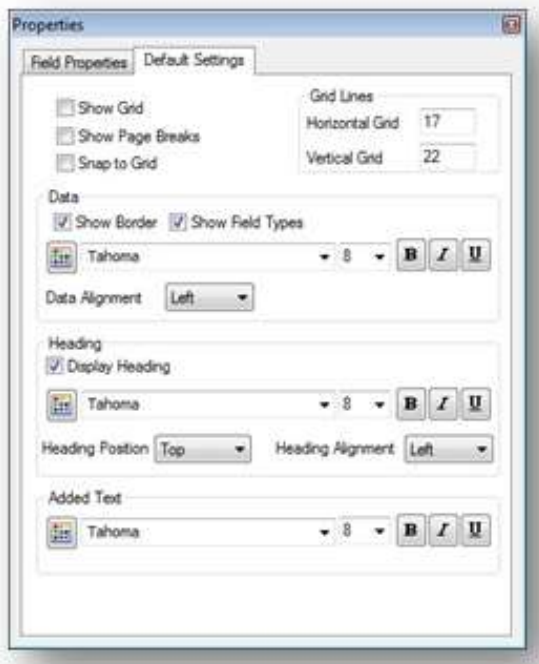 Properties
Field Properties Default Settings
Show Grid
Show Page Breaks
Snap to Grid
Grid Lines
Horizontal Grid 17
Vertical Grid 22
Data
Show Border Show Field Types
Tahoma 8 B I U
Data Alignment Left
Heading
Display Heading
Tahoma 8 B I U
Heading Position Top Heading Alignment Left
Added Text
Tahoma 8 B I U